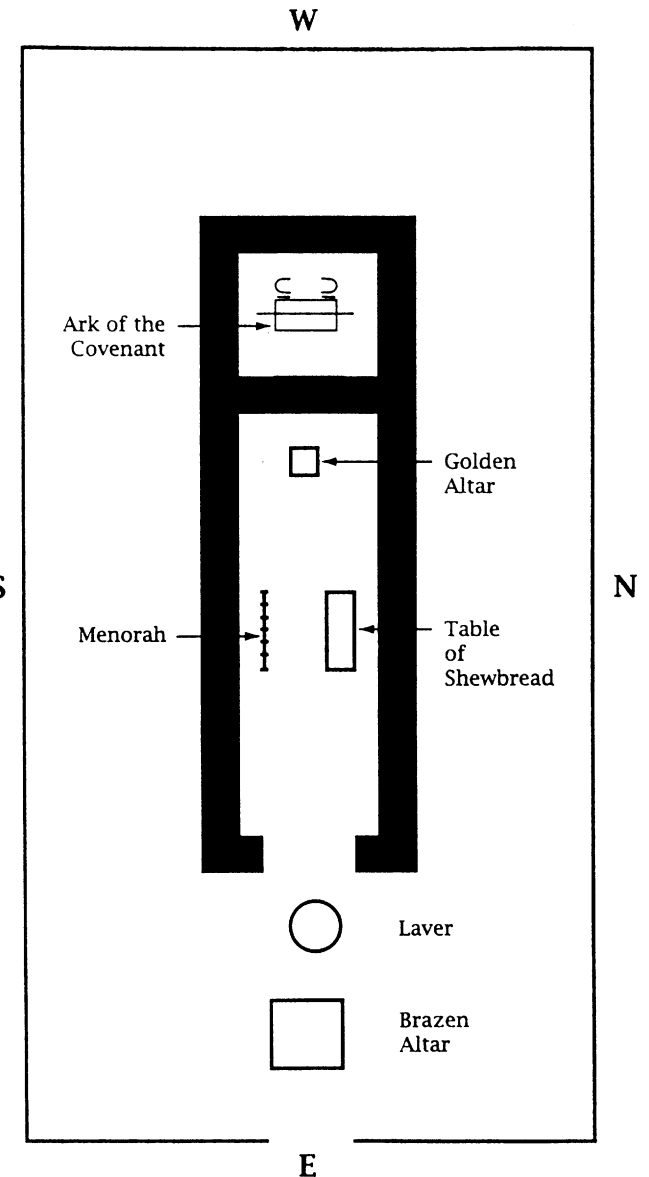 W
Ark of the
Covenant
Golden
Altar
S
N
Menorah
Table
of
Shewbread
Laver
Brazen
Altar
E